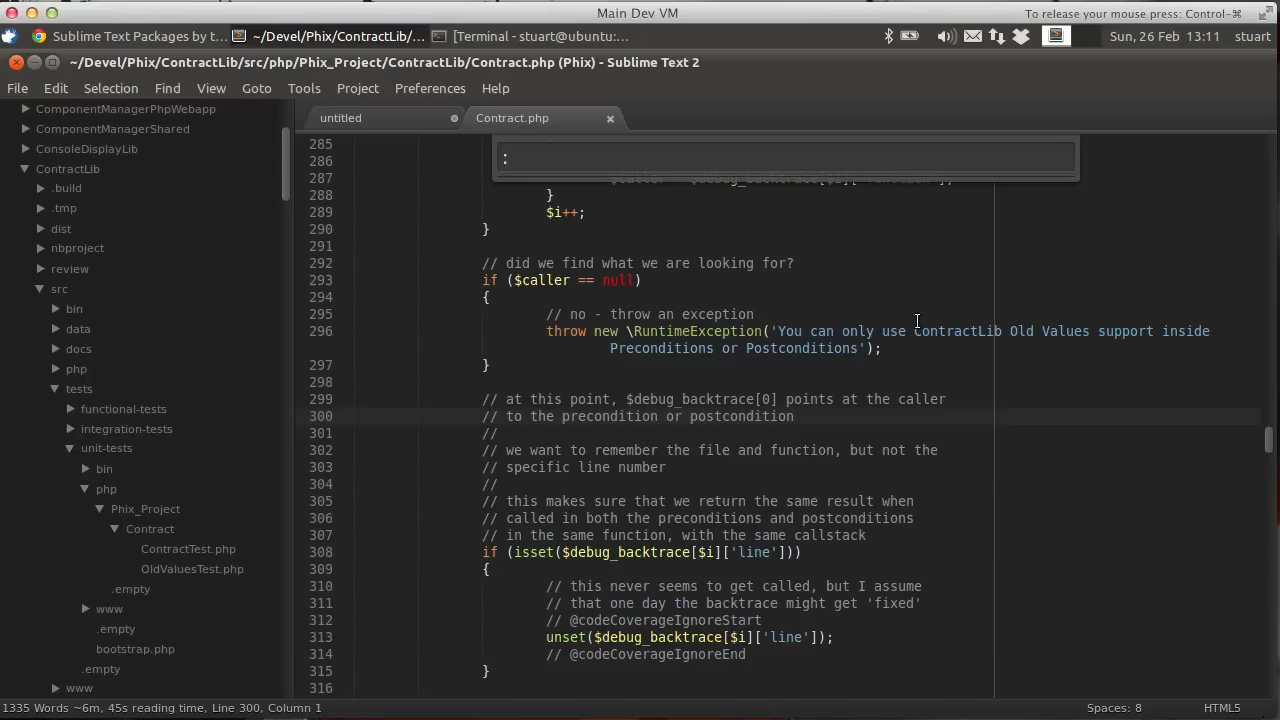 Main Dev VM
To release your mouse press: Control-⌘
Sublime Text Packages by t...
~/Devel/Phix/ContractLib/...
[Terminal - stuart@ubuntu:...
Sun, 26 Feb 13:11
stuart
~/Devel/Phix/ContractLib/src/php/Phix_Project/ContractLib/Contract.php (Phix) - Sublime Text 2
File Edit Selection Find View Goto Tools Project Preferences Help
ComponentManagerPhpWebapp
ComponentManagerShared
ConsoleDisplayLib
ContractLib
.build
.tmp
dist
nbproject
review
src
bin
data
docs
php
tests
functional-tests
integration-tests
unit-tests
bin
php
Phix_Project
Contract
ContractTest.php
OldValuesTest.php
.empty
www
.empty
bootstrap.php
.empty
www
untitled
Contract.php
:
285
286
287
288 }
289 $i++;
290 }
291
292 // did we find what we are looking for?
293 if ($caller == null)
294 {
295 // no - throw an exception
296 throw new \RuntimeException('You can only use ContractLib Old Values support inside
Preconditions or Postconditions');
297 }
298
299 // at this point, $debug_backtrace[0] points at the caller
300 // to the precondition or postcondition
301 //
302 // we want to remember the file and function, but not the
303 // specific line number
304 //
305 // this makes sure that we return the same result when
306 // called in both the preconditions and postconditions
307 // in the same function, with the same callstack
308 if (isset($debug_backtrace[$i]['line']))
309 {
310 // this never seems to get called, but I assume
311 // that one day the backtrace might get 'fixed'
312 // @codeCoverageIgnoreStart
313 unset($debug_backtrace[$i]['line']);
314 // @codeCoverageIgnoreEnd
315 }
316
1335 Words ~6m, 45s reading time, Line 300, Column 1
Spaces: 8
HTML5